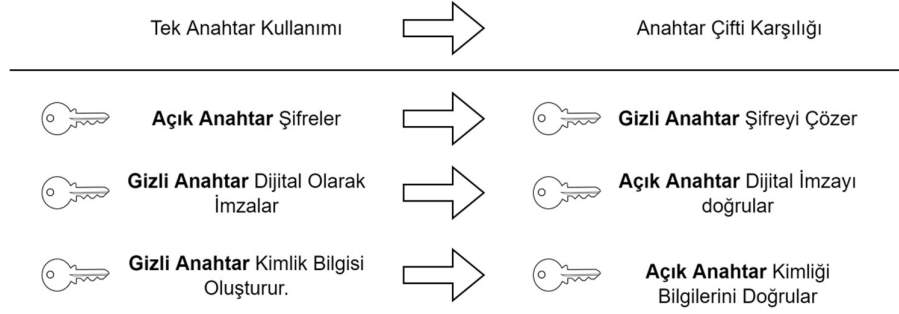 Tek Anahtar Kullanımı
Anahtar Çifti Karşılığı
Açık Anahtar Şifreler
Gizli Anahtar Şifreyi Çözer
Gizli Anahtar Dijital Olarak
İmzalar
Açık Anahtar Dijital İmzayı
doğrular
Gizli Anahtar Kimlik Bilgisi
Oluşturur.
Açık Anahtar Kimliği
Bilgilerini Doğrular